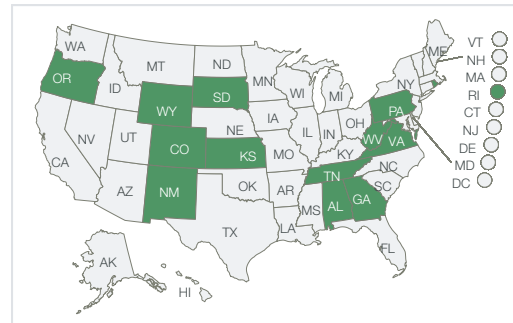 WA
OR
ID
MT
ND
MN
WI
MI
NY
ME
VT
NH
MA
RI
CT
NJ
DE
MD
DC
WY
SD
NE
IA
IL
IN
OH
PA
CA
NV
UT
CO
KS
MO
KY
WV
VA
AZ
NM
OK
AR
TN
NC
SC
TX
LA
MS
AL
GA
FL
AK
HI